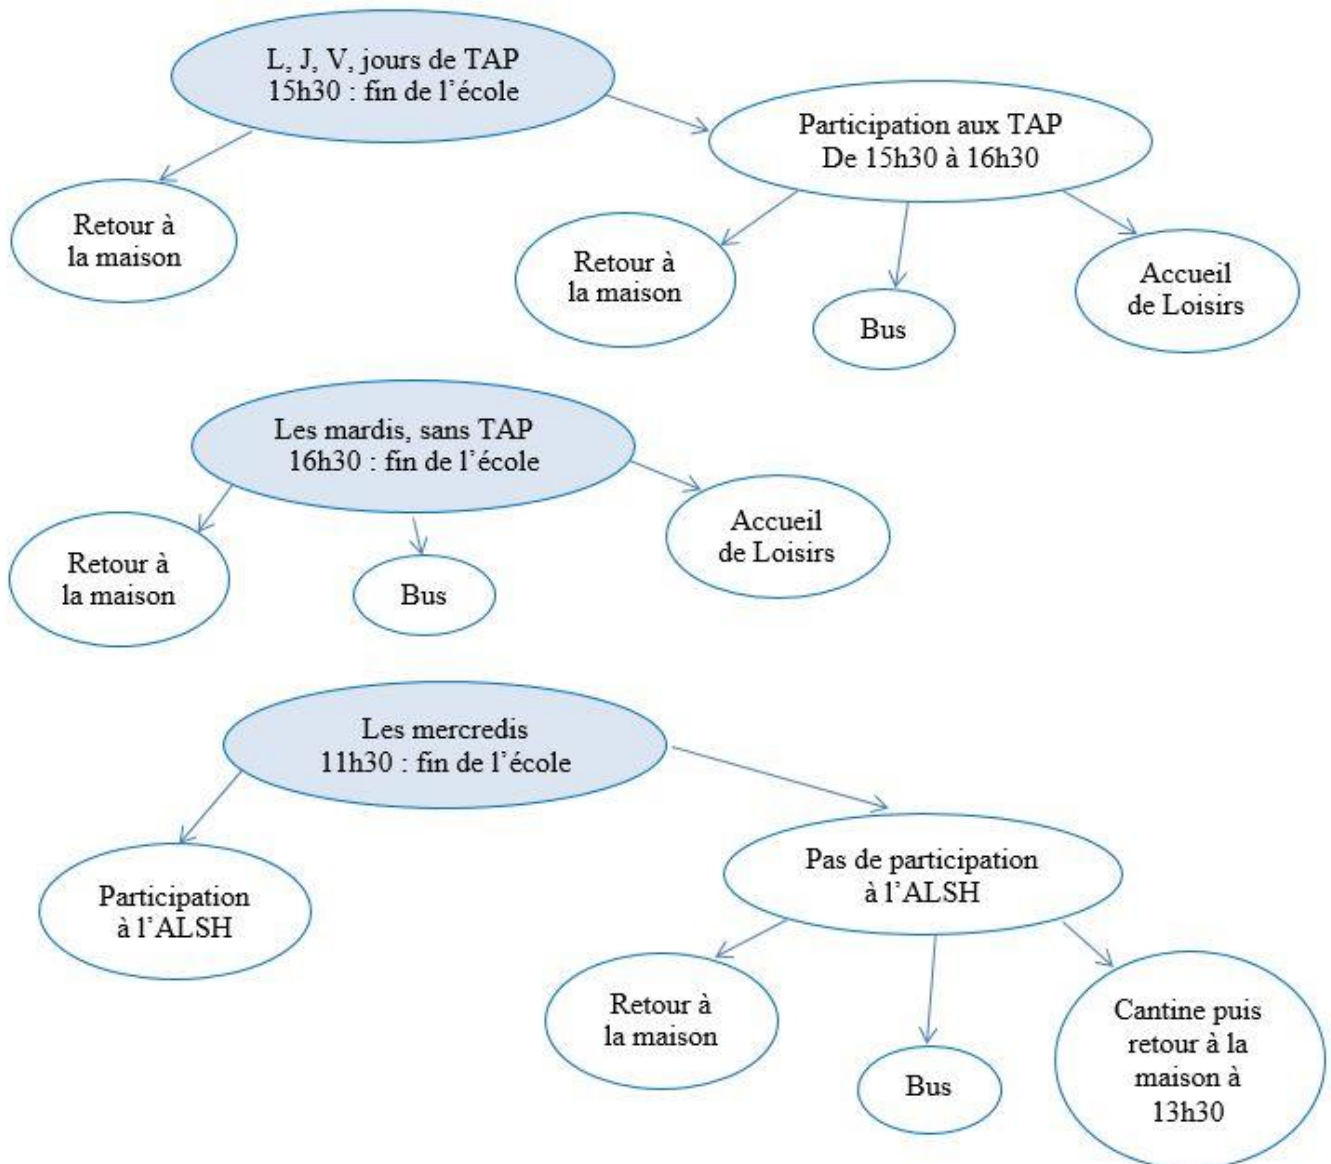 L, J, V, jours de TAP
15h30 : fin de l’école
Participation aux TAP
De 15h30 à 16h30
Retour à
la maison
Retour à
la maison
Bus
Accueil
de Loisirs
Les mardis, sans TAP
16h30 : fin de l’école
Retour à
la maison
Bus
Accueil
de Loisirs
Les mercredis
11h30 : fin de l’école
Participation
à l’ALSH
Pas de participation
à l’ALSH
Retour à
la maison
Bus
Cantine puis
retour à la
maison à
13h30